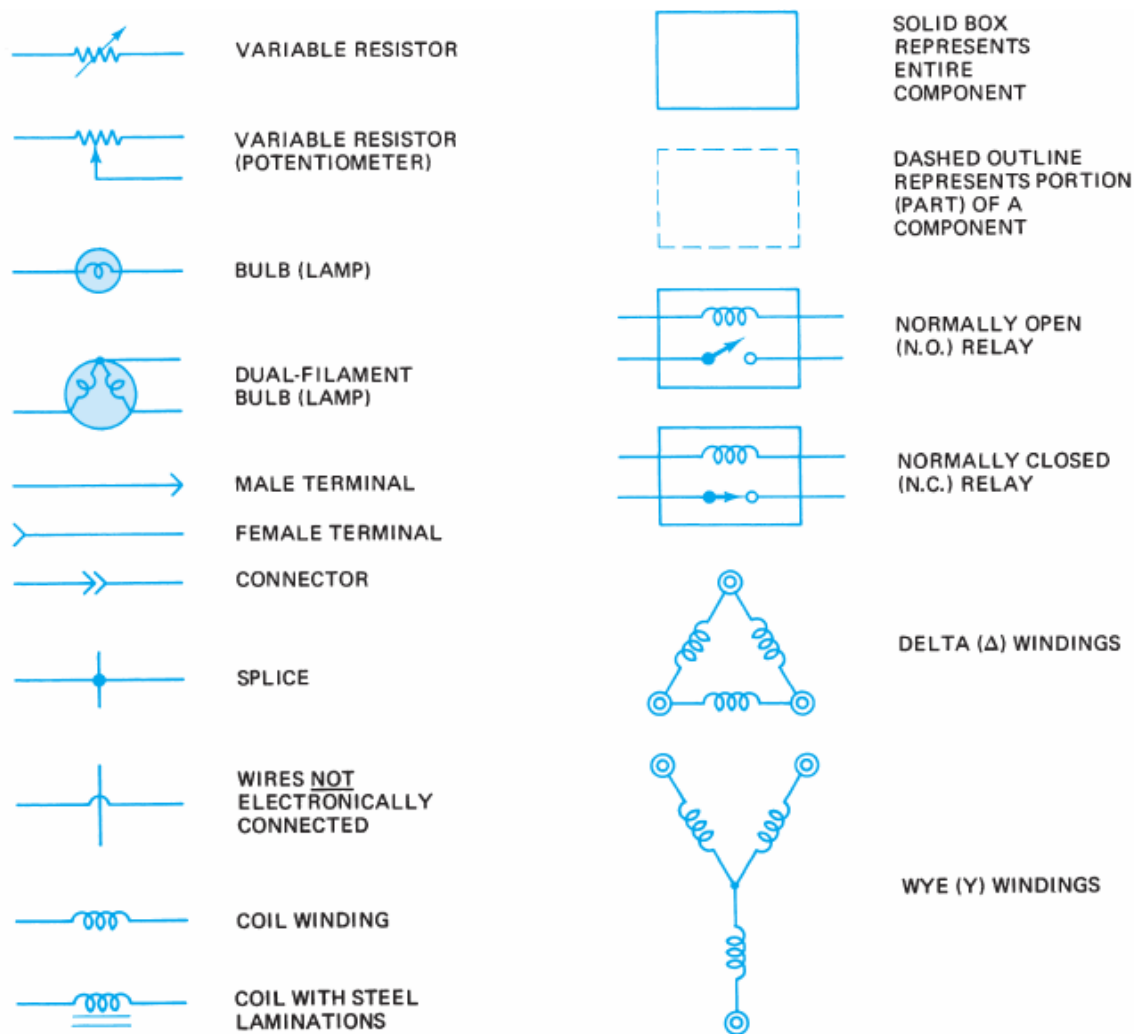 VARIABLE RESISTOR
VARIABLE RESISTOR
(POTENTIOMETER)
BULB (LAMP)
DUAL-FILAMENT
BULB (LAMP)
MALE TERMINAL
FEMALE TERMINAL
CONNECTOR
SPLICE
WIRES NOT
ELECTRONICALLY
CONNECTED
COIL WINDING
COIL WITH STEEL
LAMINATIONS
SOLID BOX
REPRESENTS
ENTIRE
COMPONENT
DASHED OUTLINE
REPRESENTS PORTION
(PART) OF A
COMPONENT
NORMALLY OPEN
(N.O.) RELAY
NORMALLY CLOSED
(N.C.) RELAY
DELTA (Δ) WINDINGS
WYE (Y) WINDINGS